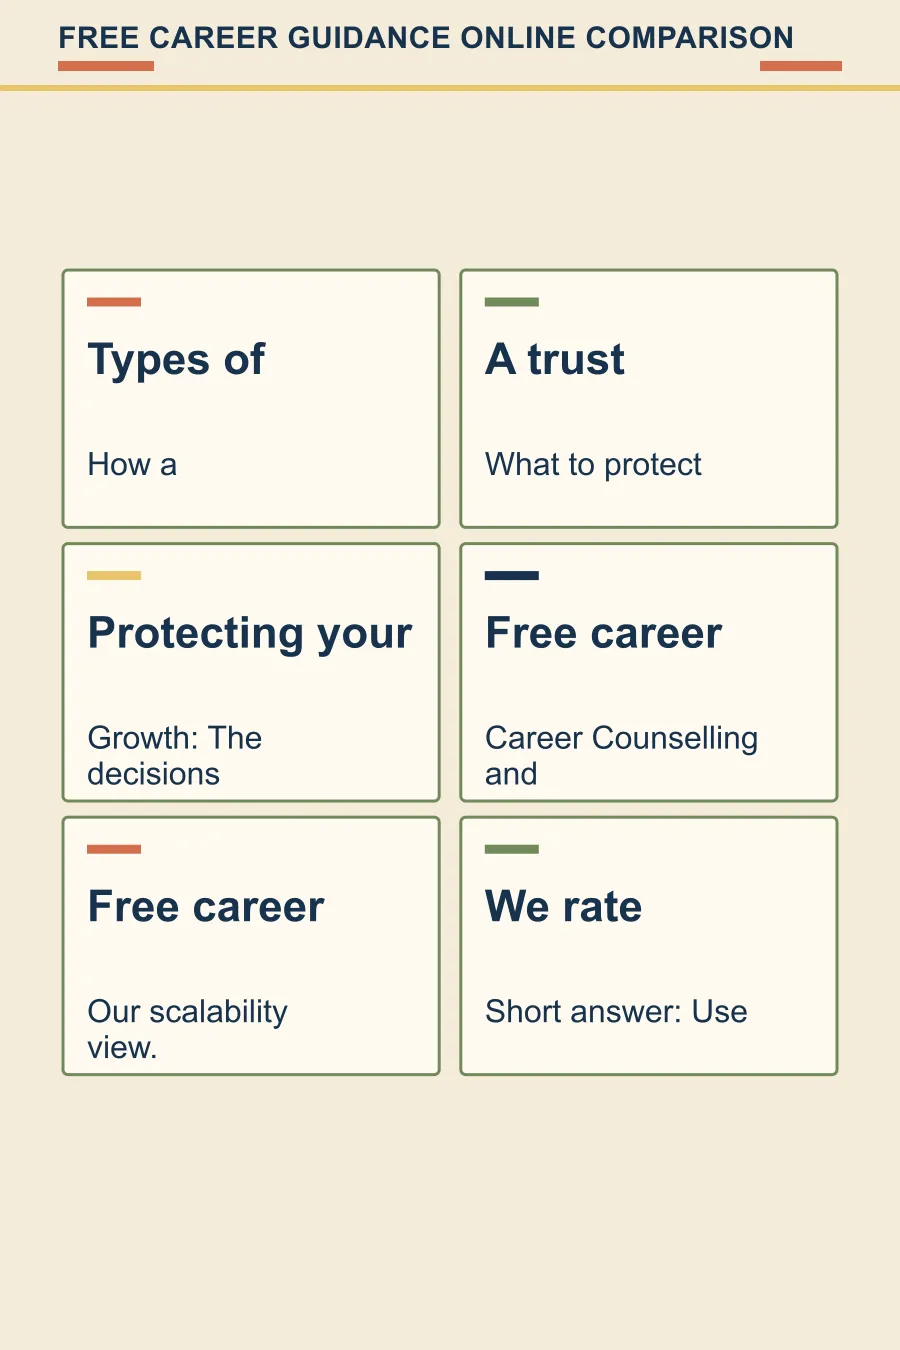 FREE CAREER GUIDANCE ONLINE COMPARISON
Types of
How a
A trust
What to protect
Protecting your
Growth: The
decisions
Free career
Career Counselling
and
Free career
Our scalability
view.
We rate
Short answer: Use